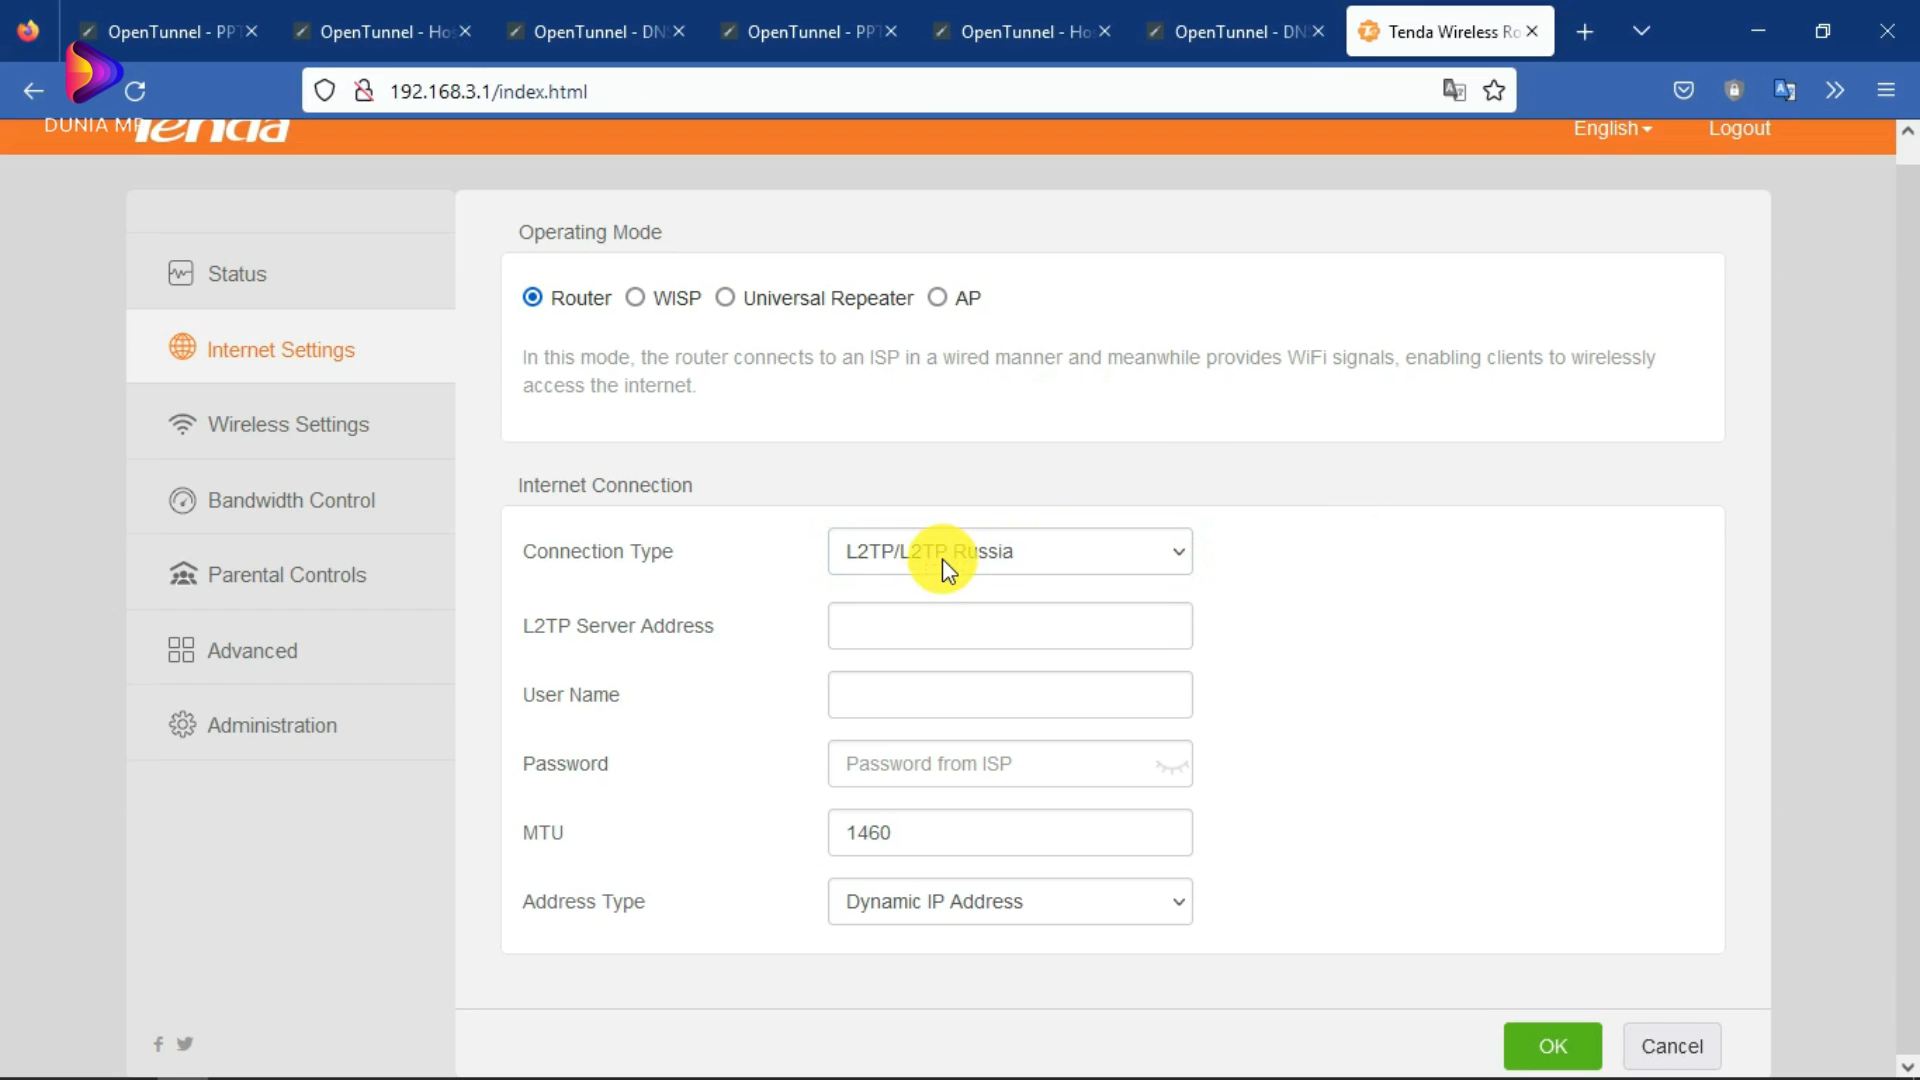 OpenTunnel - PPT
OpenTunnel - Ho
OpenTunnel - DN
OpenTunnel - PPT
OpenTunnel - Ho
OpenTunnel - DN
Tenda Wireless Ro
192.168.3.1/index.html
DUNIA MR
Tenda
English
Logout
Operating Mode
Status
Router WISP Universal Repeater AP
Internet Settings
In this mode, the router connects to an ISP in a wired manner and meanwhile provides WiFi signals, enabling clients to wirelessly
access the internet.
Wireless Settings
Internet Connection
Bandwidth Control
Connection Type L2TP/L2TP Russia
Parental Controls
L2TP Server Address
Advanced
User Name
Administration
Password Password from ISP
MTU 1460
Address Type Dynamic IP Address
OK Cancel